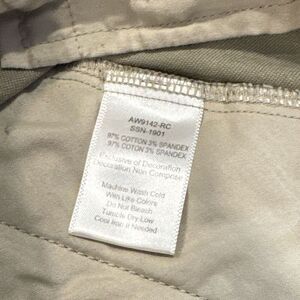 AW9142-RC
SSN-1901
97% COTTON 3% SPANDEX
97% COTON 3% SPANDEX
Exclusive of Decoration
Decoration Non Compose
Machine Wash Cold
With Like Colors
Do Not Bleach
Tumble Dry Low
Cool Iron If Needed